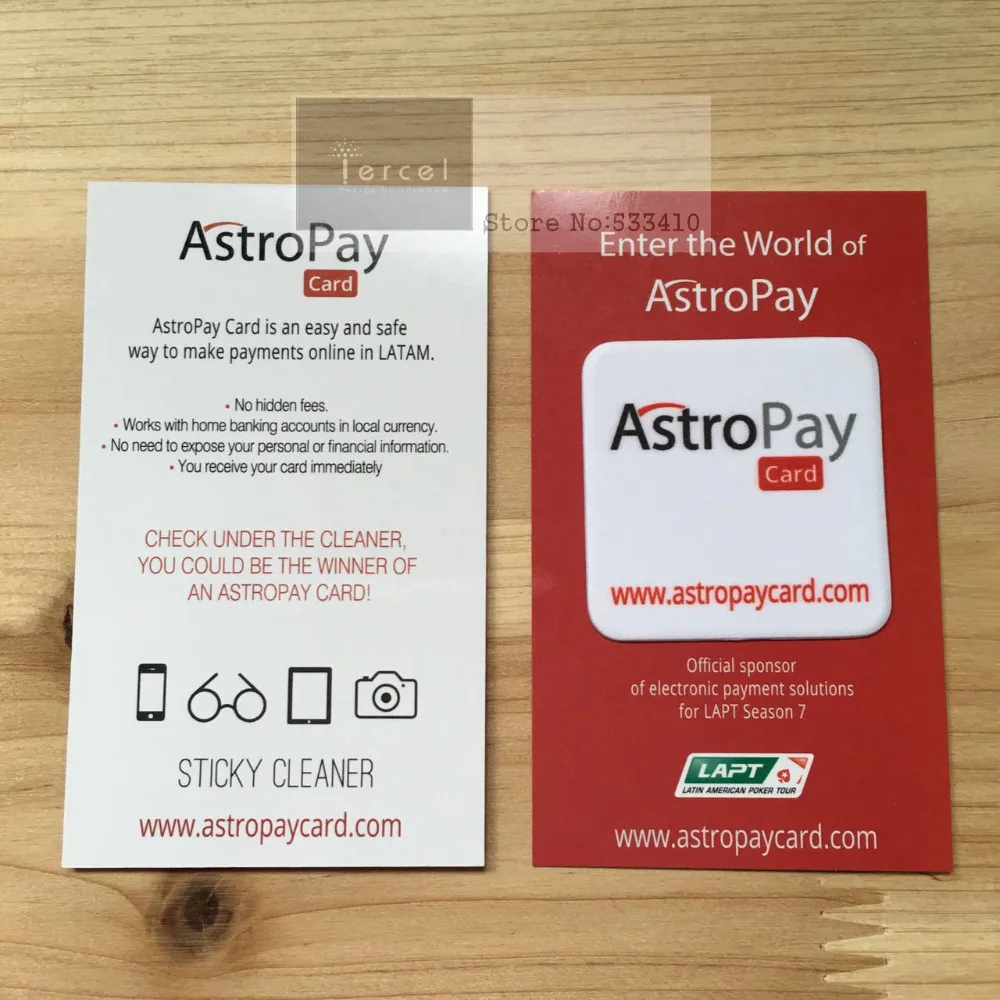 Tercel
Store No:533410
AstroPay
Card
AstroPay Card is an easy and safe
way to make payments online in LATAM.
• No hidden fees.
• Works with home banking accounts in local currency.
• No need to expose your personal or financial information.
• You receive your card immediately
CHECK UNDER THE CLEANER,
YOU COULD BE THE WINNER OF
AN ASTROPAY CARD!
STICKY CLEANER
www.astropaycard.com
Enter the World of
AstroPay
AstroPay
Card
www.astropaycard.com
Official sponsor
of electronic payment solutions
for LAPT Season 7
LAPT
LATIN AMERICAN POKER TOUR
www.astropaycard.com